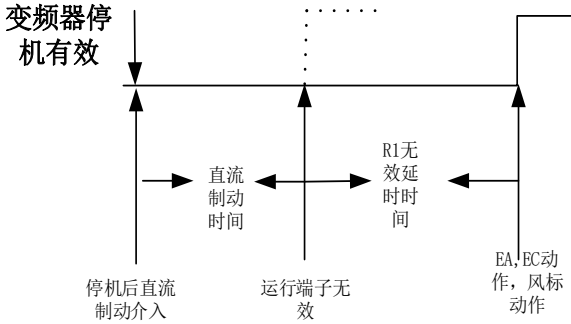 变频器停
机有效
直流
制动
时间
R1无
效延
时时
间
停机后直流
制动介入
运行端子无
效
EA,EC动
作，风标
动作